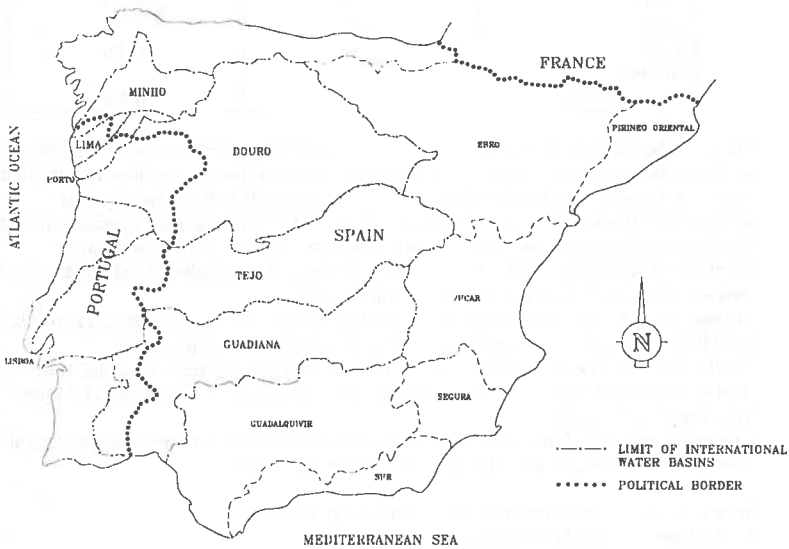 FRANCE
MINHO
PIRINEO ORIENTAL
EBRO
LIMA
DOURO
PORTO
ATLANTIC OCEAN
PORTUGAL
SPAIN
TEJO
JUCAR
N
GUADIANA
LISBOA
SEGURA
GUADALQUIVIR
LIMIT OF INTERNATIONAL
WATER BASINS
SUR
POLITICAL BORDER
MEDITERRANEAN SEA